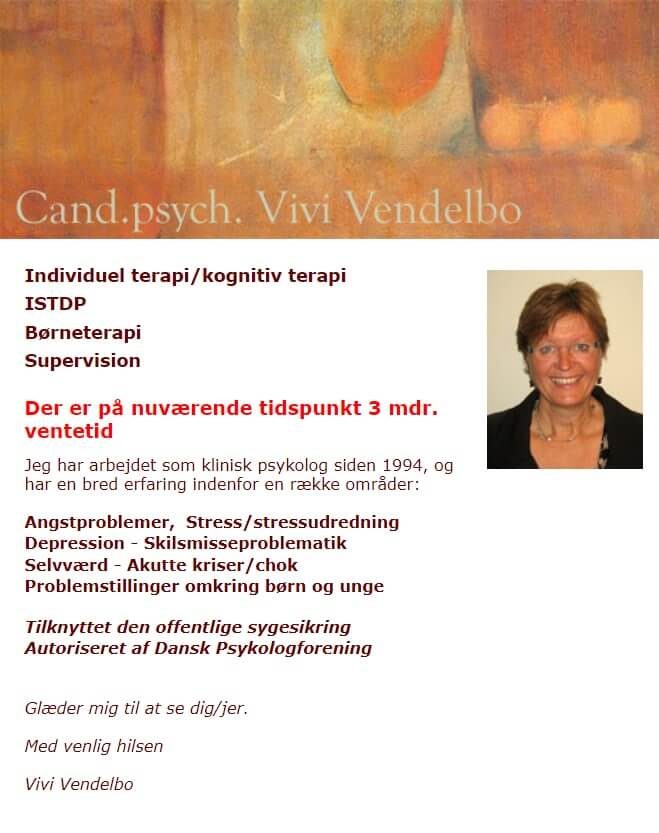 Cand.psych. Vivi Vendelbo
Individuel terapi/kognitiv terapi
ISTDP
Børneterapi
Supervision
Der er på nuværende tidspunkt 3 mdr.
ventetid
Jeg har arbejdet som klinisk psykolog siden 1994, og
har en bred erfaring indenfor en række områder:
Angstproblemer,  Stress/stressudredning
Depression - Skilsmisseproblematik
Selvværd - Akutte kriser/chok
Problemstillinger omkring børn og unge
Tilknyttet den offentlige sygesikring
Autoriseret af Dansk Psykologforening
Glæder mig til at se dig/jer.
Med venlig hilsen
Vivi Vendelbo